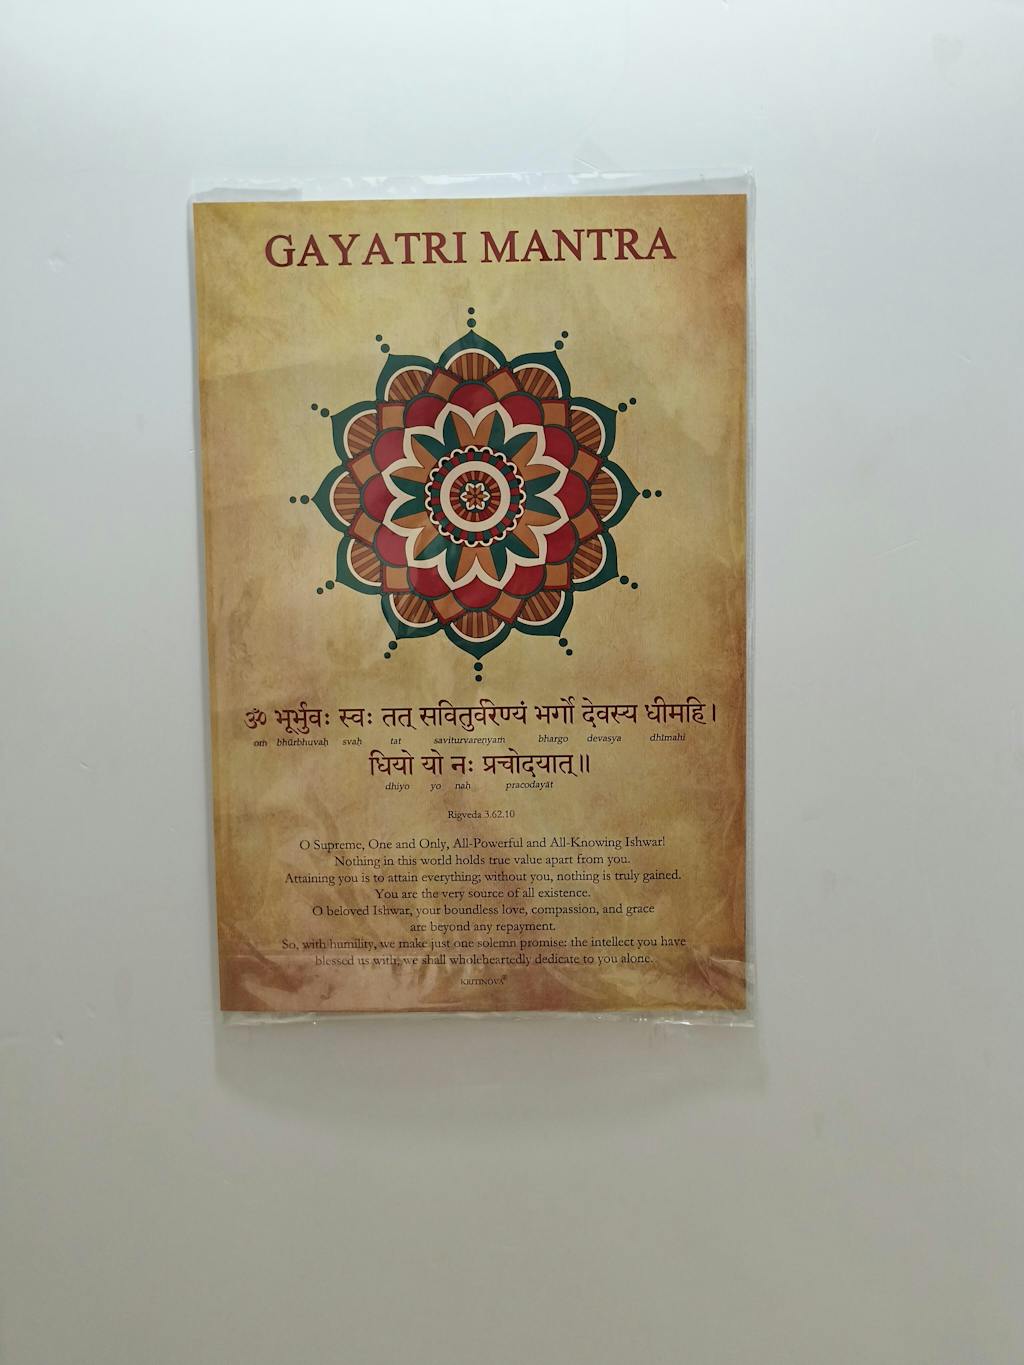 GAYATRI MANTRA
ॐ भूर्भुवः स्वः तत् सवितुर्वरेण्यं भर्गो देवस्य धीमहि।
oṁ bhūrbhuvaḥ svaḥ tat saviturvareṇyaṁ bhargo devasya dhīmahi
धियो यो नः प्रचोदयात्॥
dhiyo yo naḥ pracodayāt
Rigveda 3.62.10
O Supreme, One and Only, All-Powerful and All-Knowing Ishwar!
Nothing in this world holds true value apart from you.
Attaining you is to attain everything; without you, nothing is truly gained.
You are the very source of all existence.
O beloved Ishwar, your boundless love, compassion, and grace
are beyond any repayment.
So, with humility, we make just one solemn promise: the intellect you have
blessed us with, we shall wholeheartedly dedicate to you alone.
KRITINOVA®